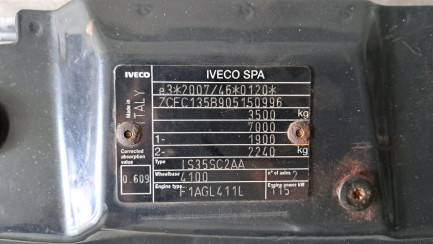 IVECO
IVECO SPA
e3*2007/46*0120*
ZCFC135B905150996
Made in
ITALY
3500 kg
7000
1- 1900 kg
2- 2240
Type IS35SC2AA
Corrected absorption value
0.609
Wheelbase 4100 n° of axles 2
Engine type F1AGL411L Engine power kW 115